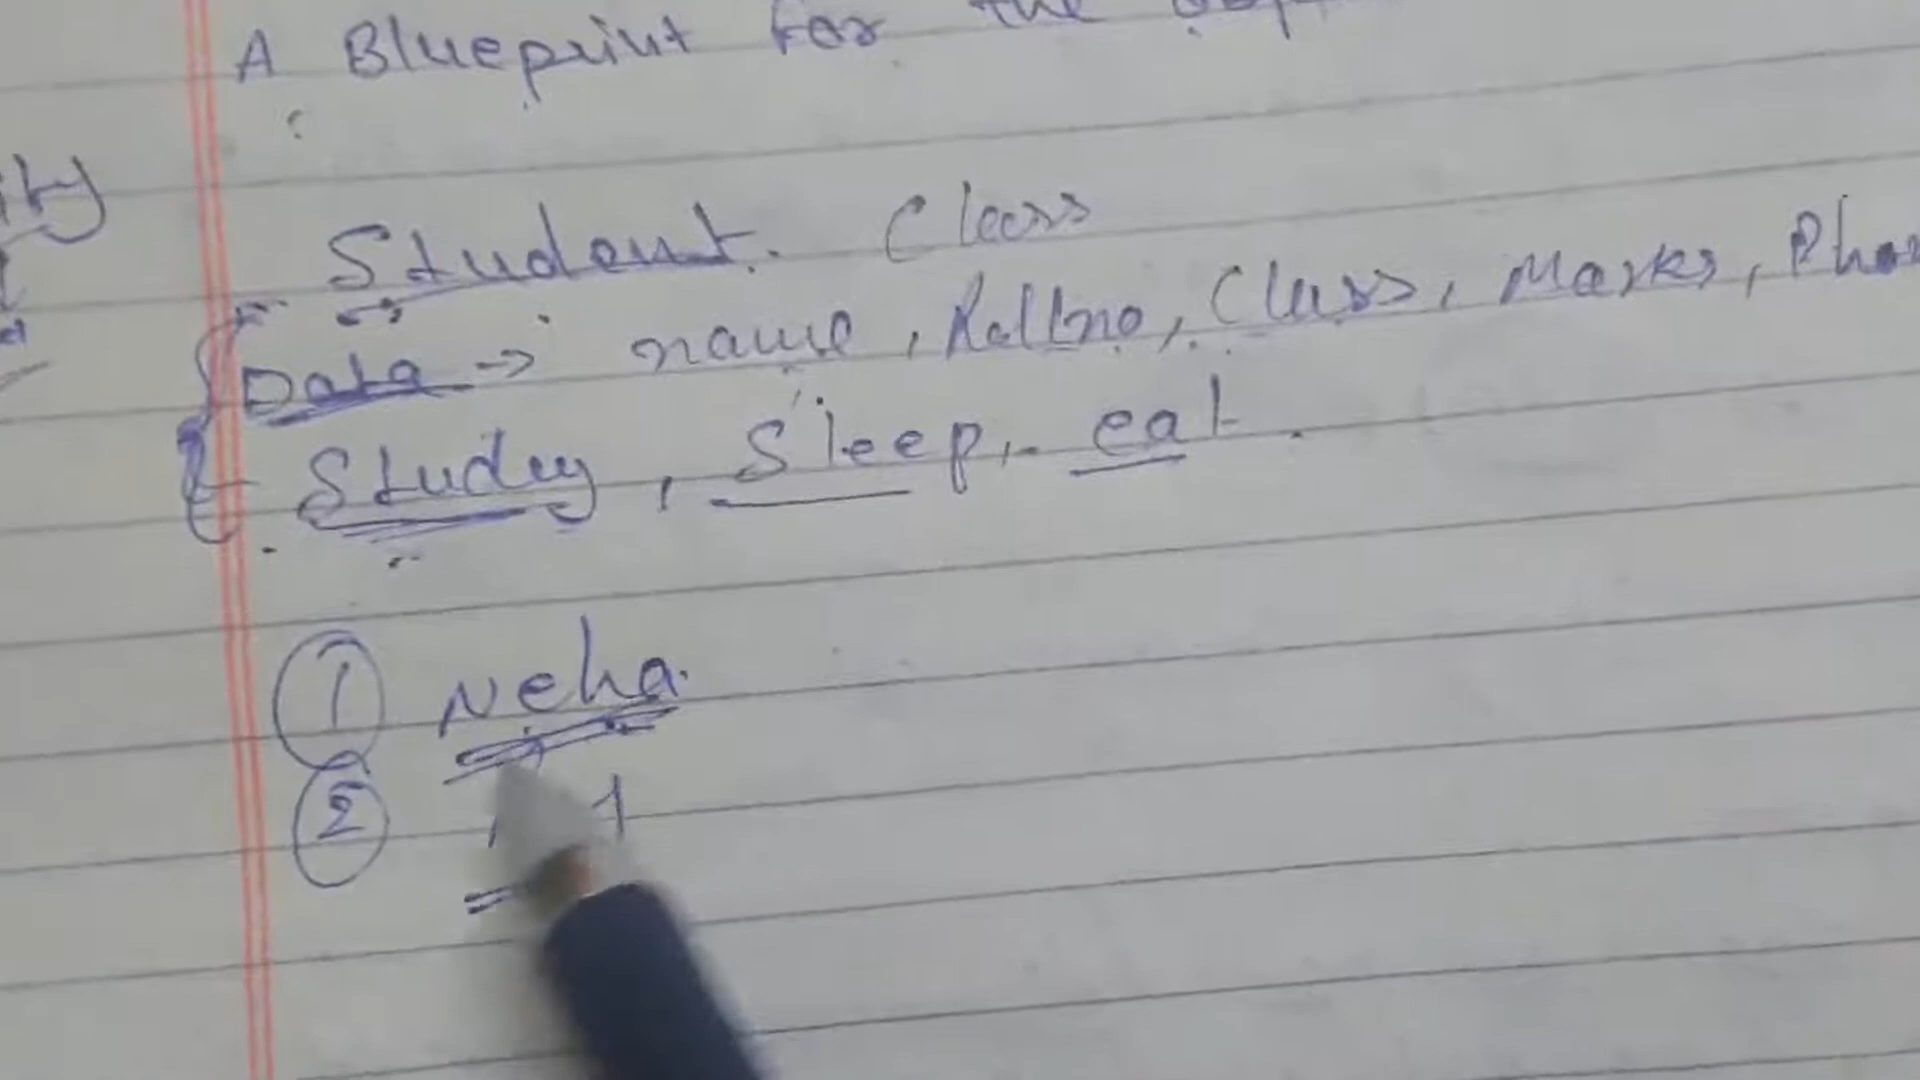 A Blueprint for the
Student. Class
Data → name, Rollno, Class, Marks,
Study, Sleep, eat.
1 Neha.
2